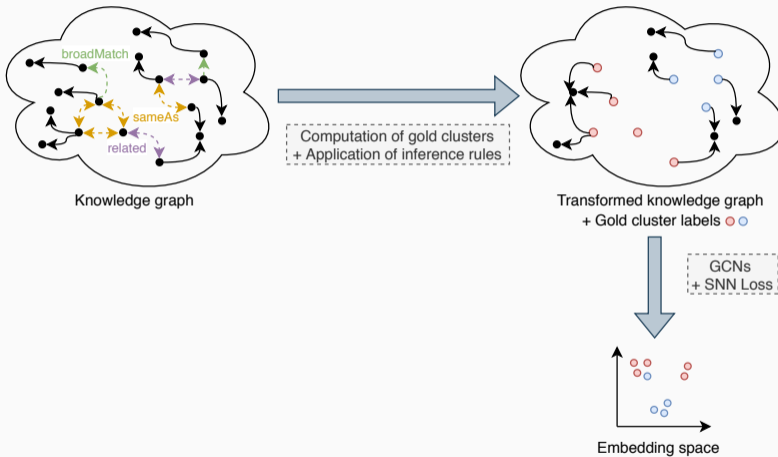 broadMatch
sameAs
related
Knowledge graph
Computation of gold clusters
+ Application of inference rules
Transformed knowledge graph
+ Gold cluster labels
GCNs
+ SNN Loss
Embedding space